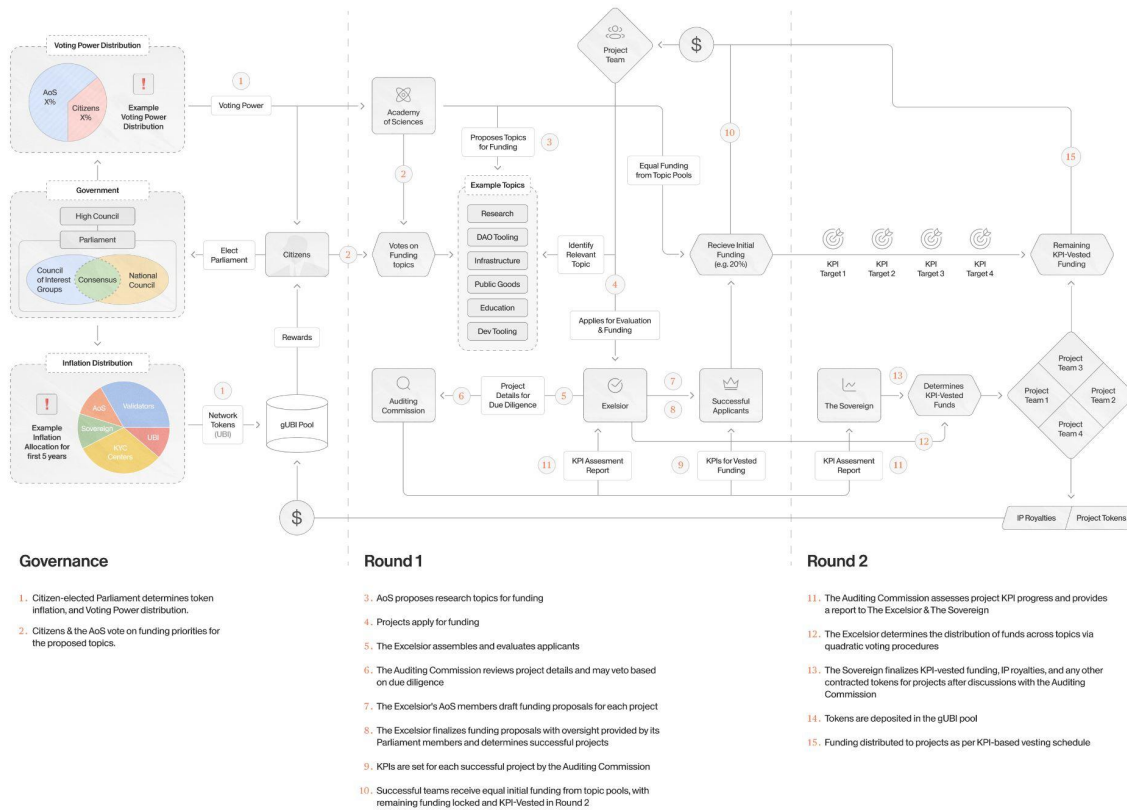 Voting Power Distribution
AoS
X%
Citizens
X%
Example
Voting Power
Distribution
1
Voting Power
Government
High Council
Parliament
Council
of Interest
Groups
Consensus
National
Council
Elect
Parliament
Citizens
2
Inflation Distribution
Example
Inflation
Allocation for
first 5 years
AoS
Validators
Sovereign
UBI
KYC
Centers
1
Network
Tokens
(UBI)
Rewards
gUBI Pool
$
Academy
of Sciences
2
Votes on
Funding
topics
Proposes Topics
for Funding
3
Example Topics
Research
DAO Tooling
Infrastructure
Public Goods
Education
Dev Tooling
Project
Team
$
Identify
Relevant
Topic
4
Applies for Evaluation
& Funding
Equal Funding
from Topic Pools
10
Recieve Initial
Funding
(e.g. 20%)
Auditing
Commission
6
Project
Details for
Due Diligence
5
Exelsior
7
8
Successful
Applicants
11
KPI Assesment
Report
9
KPIs for Vested
Funding
KPI
Target 1
KPI
Target 2
KPI
Target 3
KPI
Target 4
15
Remaining
KPI-Vested
Funding
The Sovereign
13
Determines
KPI-Vested
Funds
12
KPI Assesment
Report
11
Project
Team 3
Project
Team 1
Project
Team 2
Project
Team 4
IP Royalties
Project Tokens
Governance
1. Citizen-elected Parliament determines token
inflation, and Voting Power distribution.
2. Citizens & the AoS vote on funding priorities for
the proposed topics.
Round 1
3. AoS proposes research topics for funding
4. Projects apply for funding
5. The Excelsior assembles and evaluates applicants
6. The Auditing Commission reviews project details and may veto based
on due diligence
7. The Excelsior's AoS members draft funding proposals for each project
8. The Excelsior finalizes funding proposals with oversight provided by its
Parliament members and determines successful projects
9. KPIs are set for each successful project by the Auditing Commission
10. Successful teams receive equal initial funding from topic pools, with
remaining funding locked and KPI-Vested in Round 2
Round 2
11. The Auditing Commission assesses project KPI progress and provides
a report to The Excelsior & The Sovereign
12. The Excelsior determines the distribution of funds across topics via
quadratic voting procedures
13. The Sovereign finalizes KPI-vested funding, IP royalties, and any other
contracted tokens for projects after discussions with the Auditing
Commission
14. Tokens are deposited in the gUBI pool
15. Funding distributed to projects as per KPI-based vesting schedule